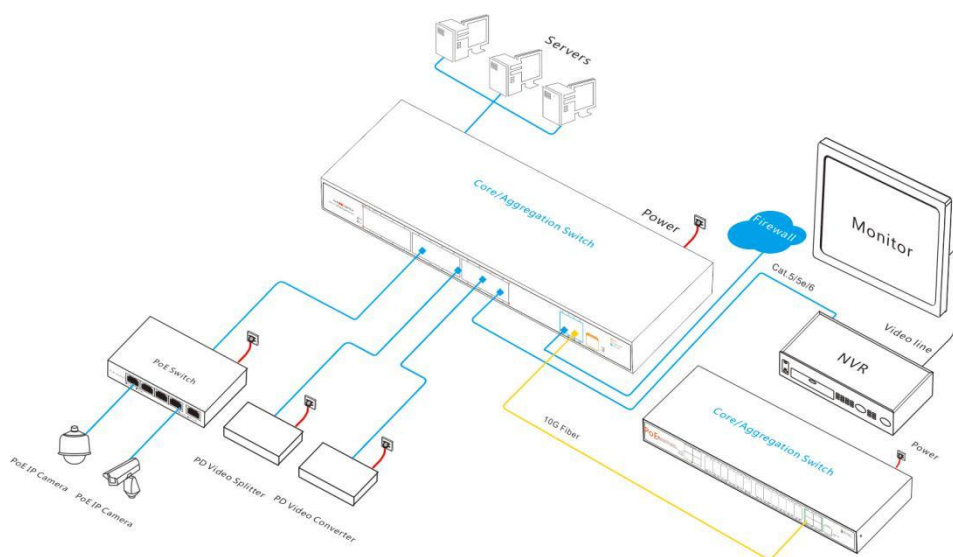 Servers
Core/Aggregation Switch
Power
Firewall
Monitor
Cat.5/5e/6
Video line
NVR
PoE Switch
10G Fiber
Core/Aggregation Switch
PoE
Power
PoE IP Camera
PoE IP Camera
PD Video Splitter
PD Video Converter